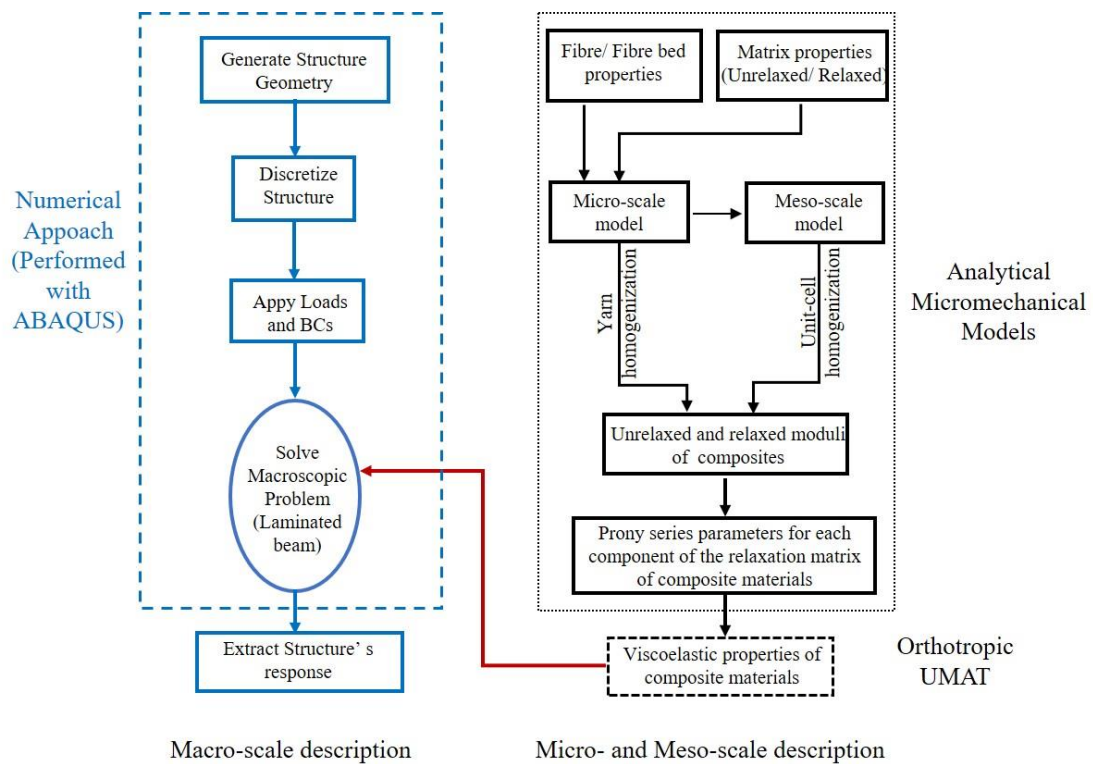 Generate Structure
Geometry
Discretize
Structure
Appy Loads
and BCs
Solve
Macroscopic
Problem
(Laminated
beam)
Extract Structure’ s
response
Numerical
Appoach
(Performed
with
ABAQUS)
Macro-scale description
Fibre/ Fibre bed
properties
Matrix properties
(Unrelaxed/ Relaxed)
Micro-scale
model
Meso-scale
model
Yarn
homogenization
Unit-cell
homogenization
Unrelaxed and relaxed moduli
of composites
Prony series parameters for each
component of the relaxation matrix
of composite materials
Viscoelastic properties of
composite materials
Analytical
Micromechanical
Models
Orthotropic
UMAT
Micro- and Meso-scale description